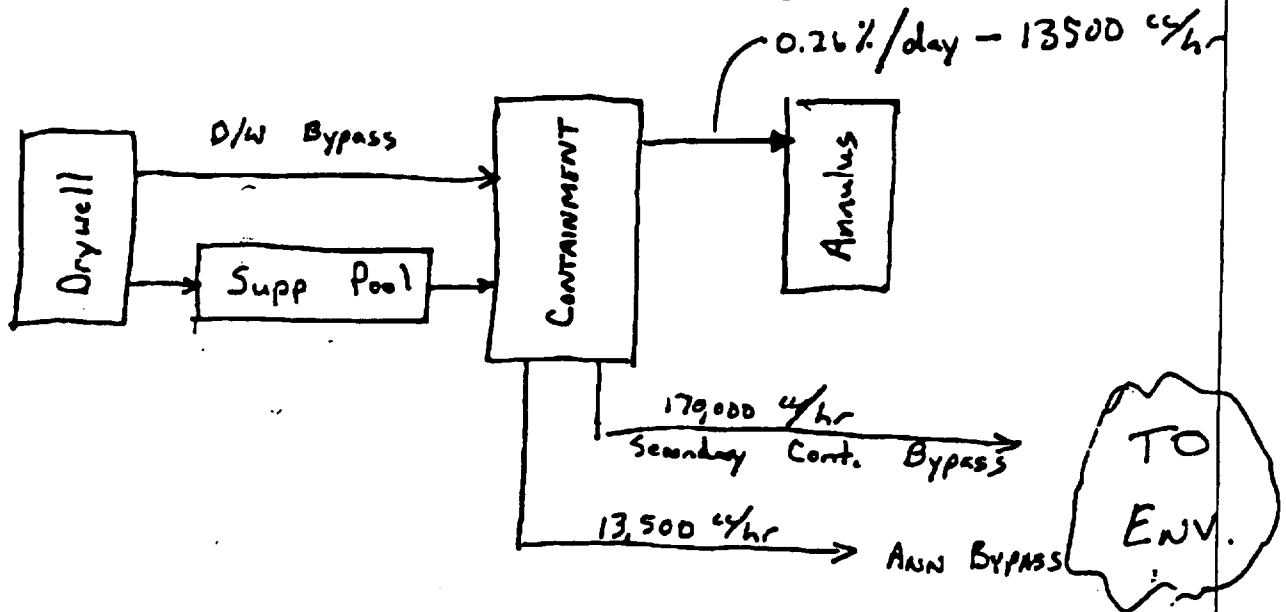 0.26%/day - 13500 cc/hr
D/W Bypass
Drywell
Supp Pool
CONTAINMENT
Annulus
170,000 cc/hr
Secondary Cont. Bypass
13,500 cc/hr
ANN BYPASS
TO
ENV.